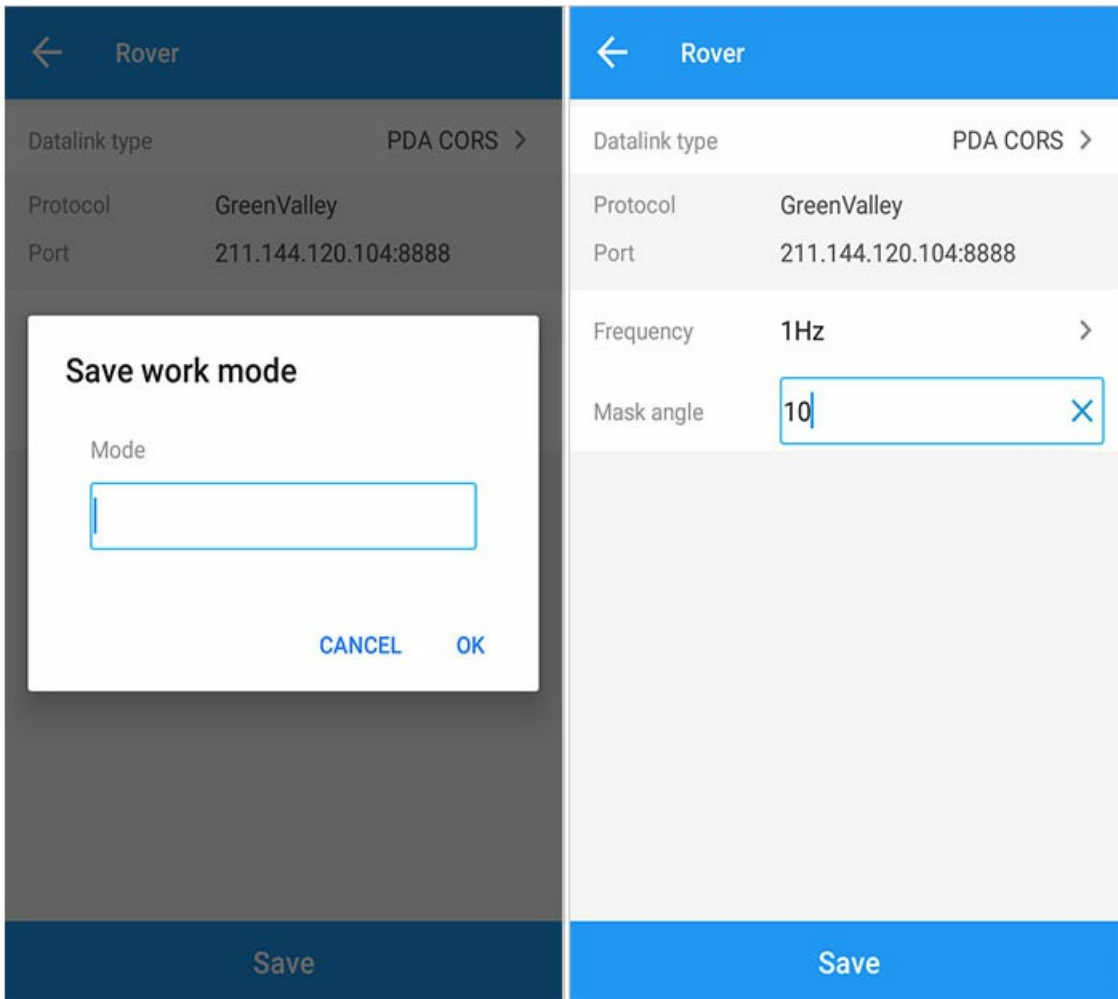 Rover
Datalink type PDA CORS
Protocol GreenValley
Port 211.144.120.104:8888
Save work mode
Mode
CANCEL OK
Save
Rover
Datalink type PDA CORS
Protocol GreenValley
Port 211.144.120.104:8888
Frequency 1Hz
Mask angle 10
Save